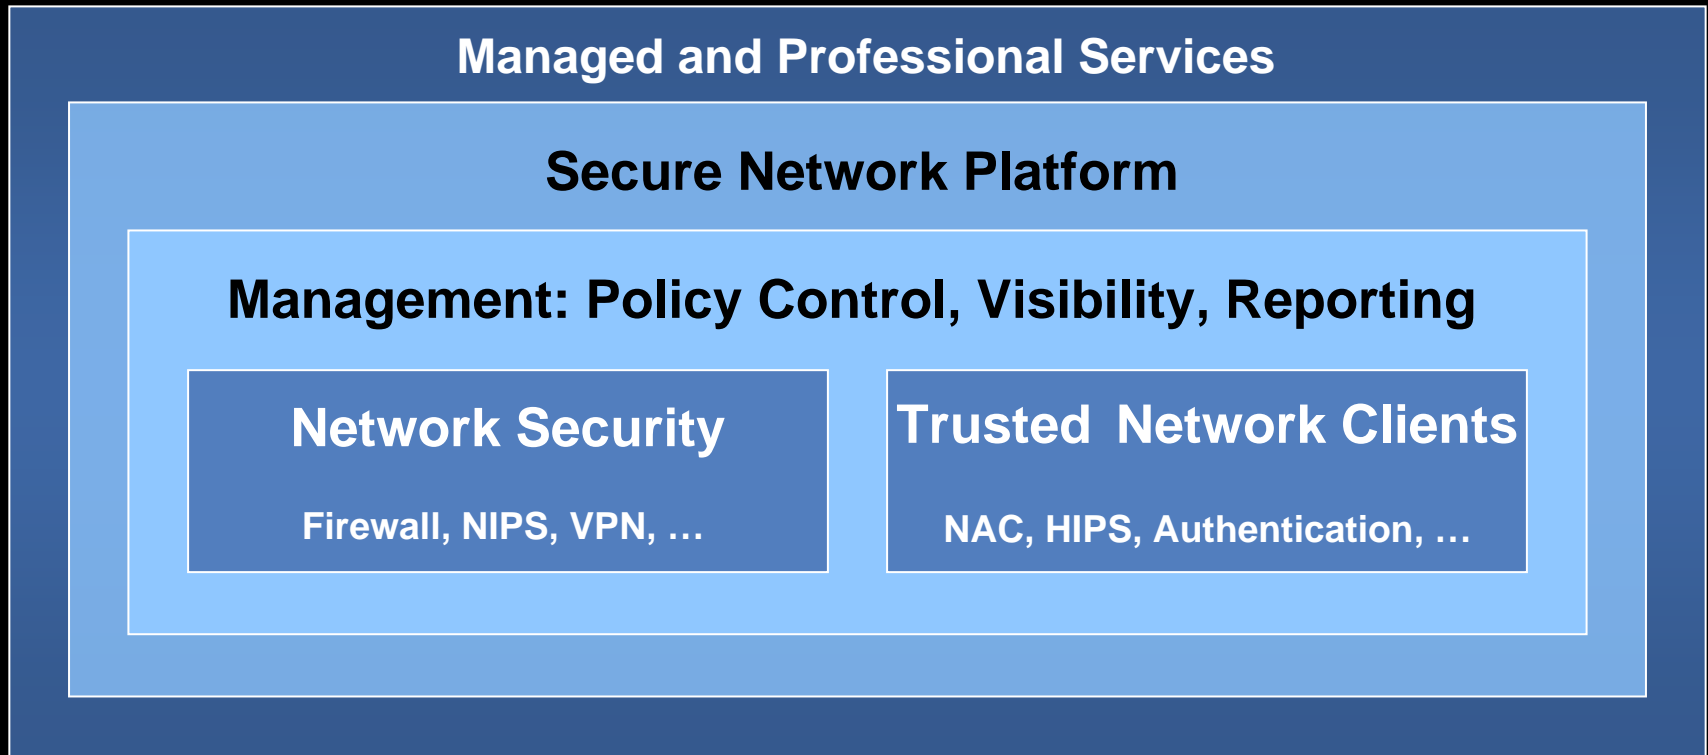 Managed and Professional Services
Secure Network Platform
Management: Policy Control, Visibility, Reporting
Network Security
Firewall, NIPS, VPN, …
Trusted Network Clients
NAC, HIPS, Authentication, …